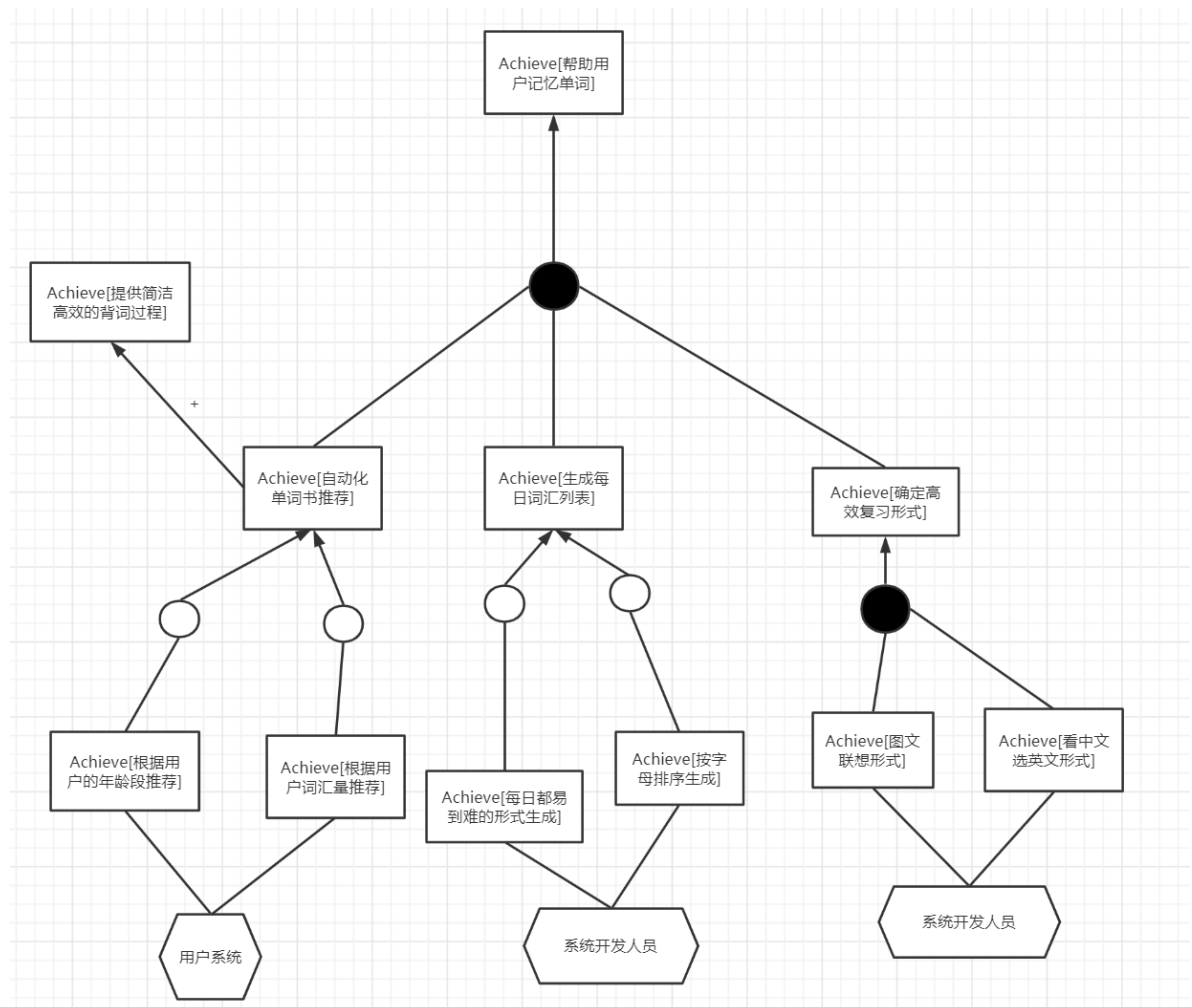 Achieve[帮助用
户记忆单词]
Achieve[提供简洁
高效的背词过程]
+
Achieve[自动化
单词书推荐]
Achieve[生成每
日词汇列表]
Achieve[确定高
效复习形式]
Achieve[根据用
户的年龄段推荐]
Achieve[根据用
户词汇量推荐]
Achieve[每日都易
到难的形式生成]
Achieve[按字
母排序生成]
Achieve[图文
联想形式]
Achieve[看中文
选英文形式]
用户系统
系统开发人员
系统开发人员